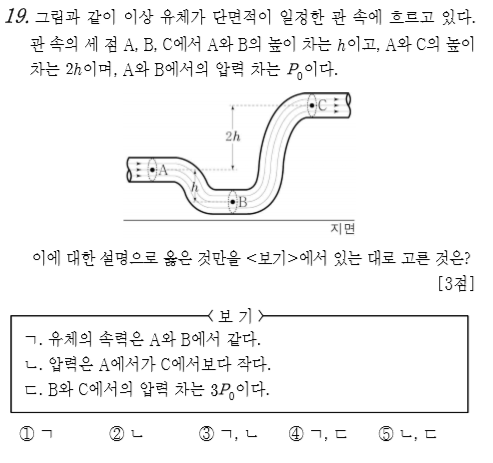 19. 그림과 같이 이상 유체가 단면적이 일정한 관 속에 흐르고 있다.
관 속의 세 점 A, B, C에서 A와 B의 높이 차는 h이고, A와 C의 높이
차는 2h이며, A와 B에서의 압력 차는 P₀이다.
C
2h
A
h
B
지면
이에 대한 설명으로 옳은 것만을 <보기>에서 있는 대로 고른 것은?
[3점]
<보 기>
ㄱ. 유체의 속력은 A와 B에서 같다.
ㄴ. 압력은 A에서가 C에서보다 작다.
ㄷ. B와 C에서의 압력 차는 3P₀이다.
① ㄱ ② ㄴ ③ ㄱ, ㄴ ④ ㄱ, ㄷ ⑤ ㄴ, ㄷ